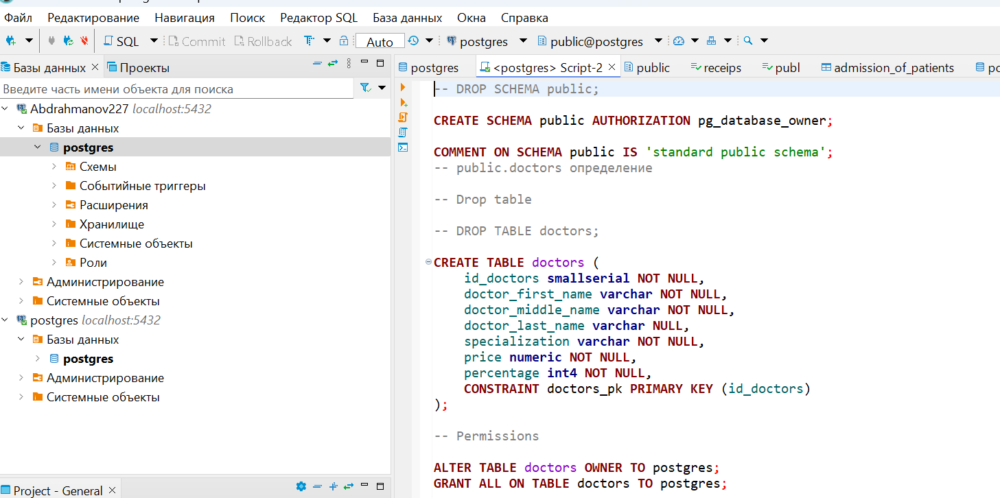 Файл Редактирование Навигация Поиск Редактор SQL База данных Окна Справка
SQL Commit Rollback Auto postgres public@postgres
Базы данных Проекты
postgres <postgres> Script-2 public receips publ admission_of_patients
Введите часть имени объекта для поиска
Abdrahmanov227 localhost:5432
Базы данных
postgres
Схемы
Событийные триггеры
Расширения
Хранилище
Системные объекты
Роли
Администрирование
Системные объекты
postgres localhost:5432
Базы данных
postgres
Администрирование
Системные объекты
Project - General
-- DROP SCHEMA public;
CREATE SCHEMA public AUTHORIZATION pg_database_owner;
COMMENT ON SCHEMA public IS 'standard public schema';
-- public.doctors определение
-- Drop table
-- DROP TABLE doctors;
CREATE TABLE doctors (
id_doctors smallserial NOT NULL,
doctor_first_name varchar NOT NULL,
doctor_middle_name varchar NOT NULL,
doctor_last_name varchar NULL,
specialization varchar NOT NULL,
price numeric NOT NULL,
percentage int4 NOT NULL,
CONSTRAINT doctors_pk PRIMARY KEY (id_doctors)
);
-- Permissions
ALTER TABLE doctors OWNER TO postgres;
GRANT ALL ON TABLE doctors TO postgres;